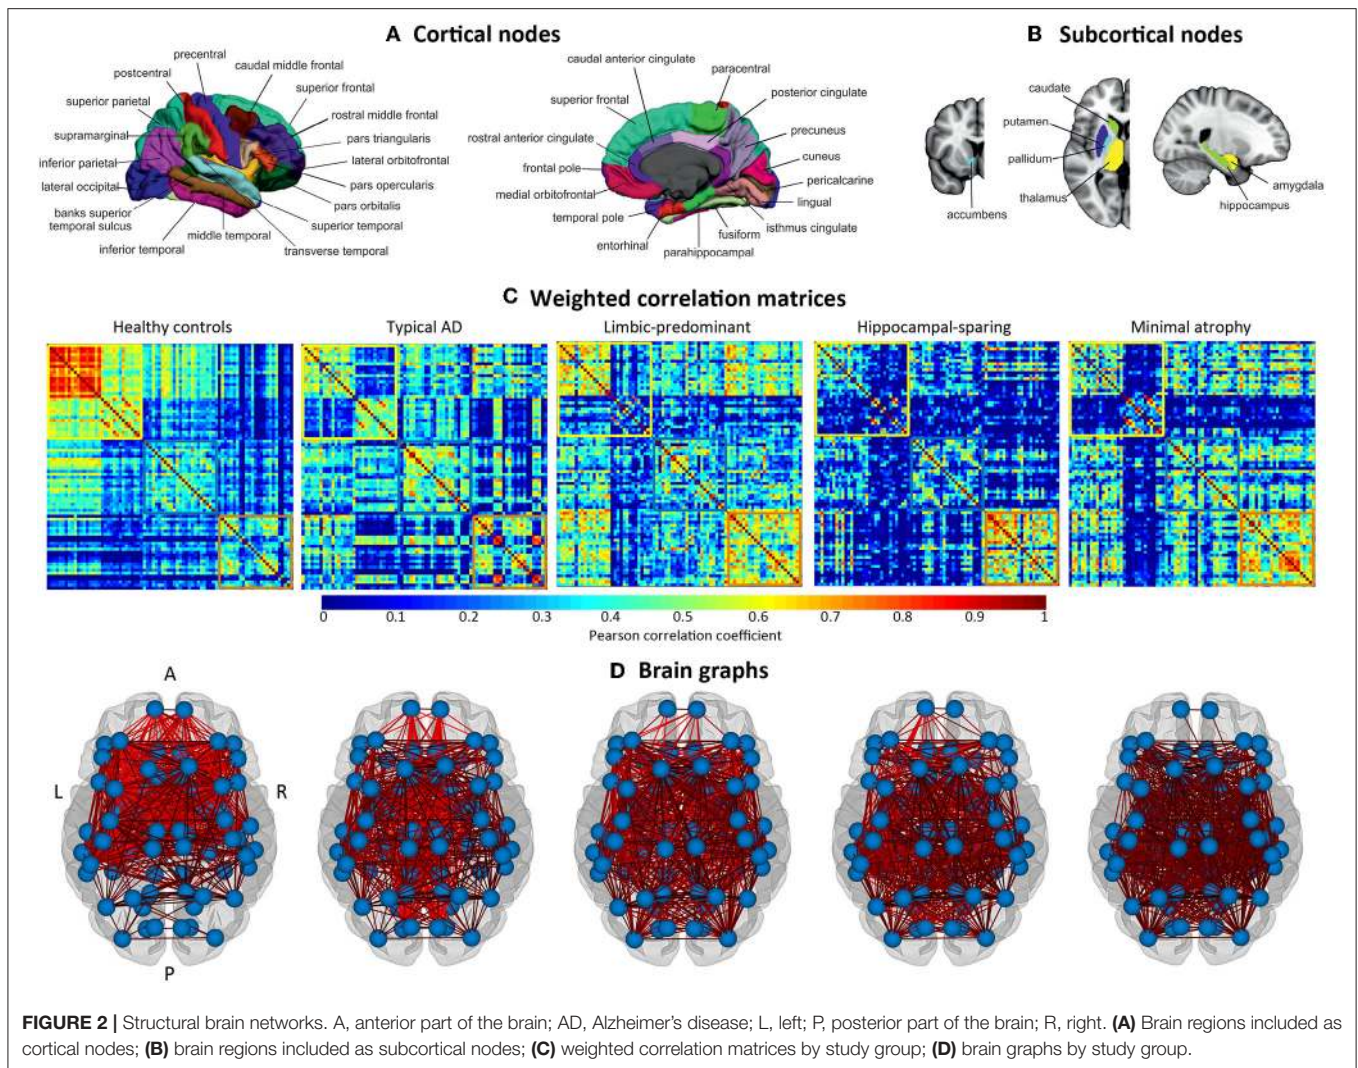 A Cortical nodes
B Subcortical nodes
precentral
postcentral
caudal middle frontal
superior parietal
superior frontal
supramarginal
rostral middle frontal
pars triangularis
inferior parietal
lateral orbitofrontal
lateral occipital
pars opercularis
pars orbitalis
banks superior
temporal sulcus
superior temporal
middle temporal
inferior temporal
transverse temporal
caudal anterior cingulate
paracentral
superior frontal
posterior cingulate
rostral anterior cingulate
precuneus
frontal pole
cuneus
medial orbitofrontal
pericalcarine
temporal pole
lingual
entorhinal
fusiform
isthmus cingulate
parahippocampal
caudate
putamen
pallidum
thalamus
accumbens
amygdala
hippocampus
C Weighted correlation matrices
Healthy controls
Typical AD
Limbic-predominant
Hippocampal-sparing
Minimal atrophy
0 0.1 0.2 0.3 0.4 0.5 0.6 0.7 0.8 0.9 1
Pearson correlation coefficient
D Brain graphs
A
L
R
P
FIGURE 2 | Structural brain networks. A, anterior part of the brain; AD, Alzheimer's disease; L, left; P, posterior part of the brain; R, right. (A) Brain regions included as
cortical nodes; (B) brain regions included as subcortical nodes; (C) weighted correlation matrices by study group; (D) brain graphs by study group.